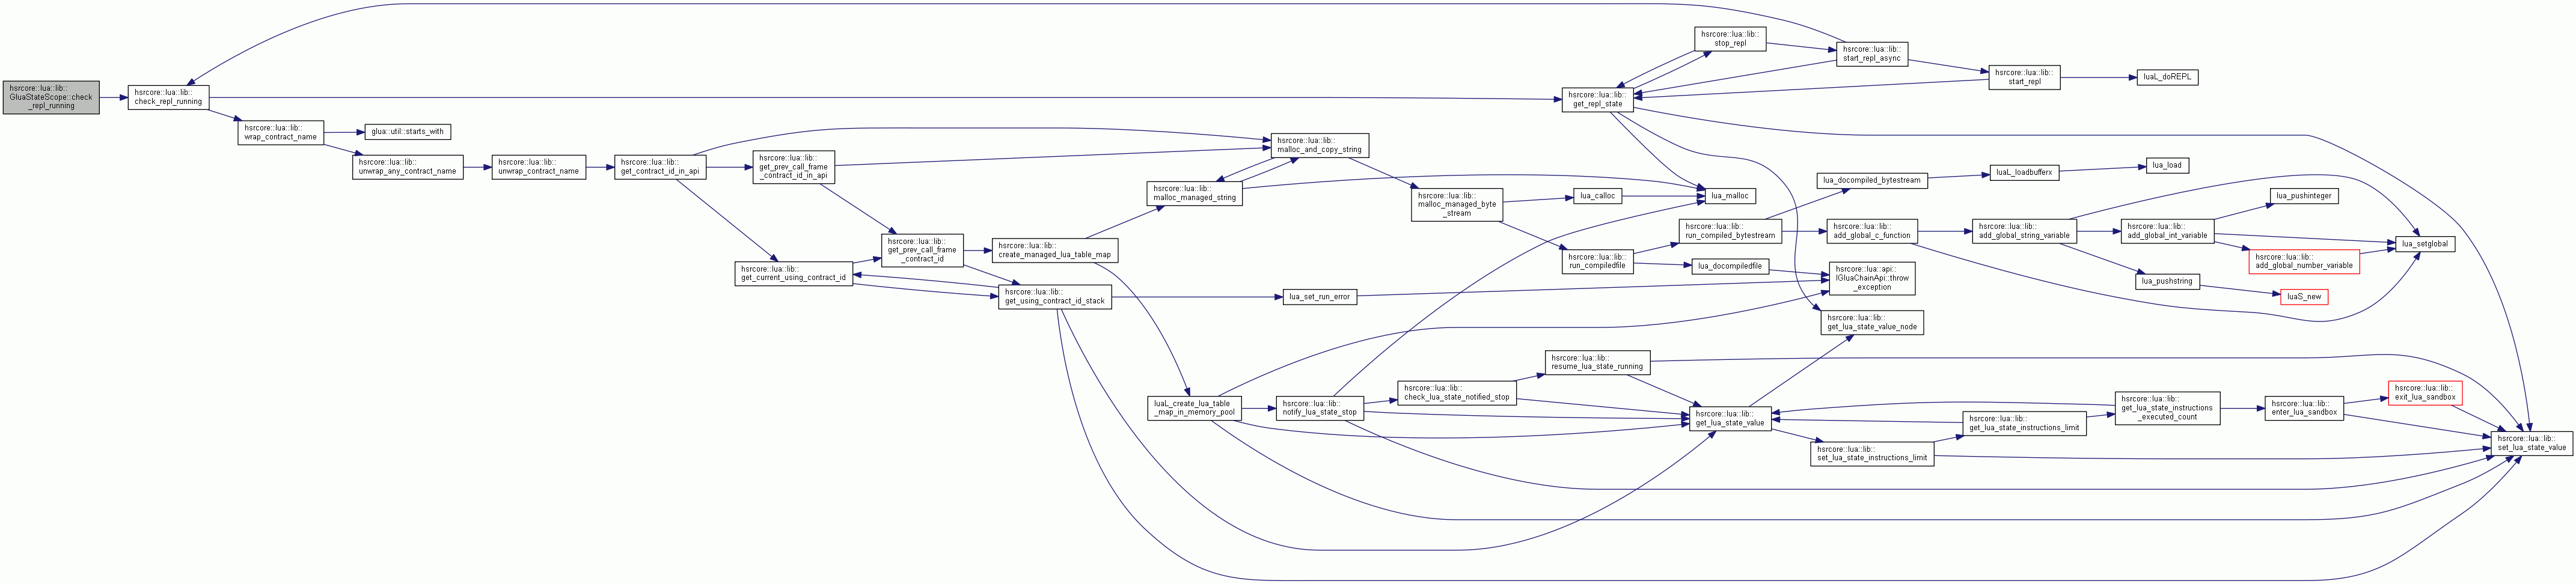 hsrcore::lua::lib::
GluaStateScope::check
_repl_running
hsrcore::lua::lib::
check_repl_running
hsrcore::lua::lib::
wrap_contract_name
glua::util::starts_with
hsrcore::lua::lib::
unwrap_any_contract_name
hsrcore::lua::lib::
unwrap_contract_name
hsrcore::lua::lib::
get_contract_id_in_api
hsrcore::lua::lib::
get_prev_call_frame
_contract_id_in_api
hsrcore::lua::lib::
get_current_using_contract_id
hsrcore::lua::lib::
get_prev_call_frame
_contract_id
hsrcore::lua::lib::
create_managed_lua_table_map
hsrcore::lua::lib::
get_using_contract_id_stack
hsrcore::lua::lib::
malloc_managed_string
hsrcore::lua::lib::
malloc_and_copy_string
luaL_create_lua_table
_map_in_memory_pool
hsrcore::lua::lib::
notify_lua_state_stop
lua_set_run_error
hsrcore::lua::lib::
malloc_managed_byte
_stream
hsrcore::lua::lib::
check_lua_state_notified_stop
hsrcore::lua::lib::
resume_lua_state_running
hsrcore::lua::lib::
get_repl_state
lua_calloc
hsrcore::lua::lib::
run_compiledfile
hsrcore::lua::lib::
stop_repl
lua_malloc
hsrcore::lua::lib::
run_compiled_bytestream
lua_docompiledfile
hsrcore::lua::lib::
get_lua_state_value
hsrcore::lua::lib::
start_repl_async
lua_docompiled_bytestream
hsrcore::lua::lib::
add_global_c_function
hsrcore::lua::api::
IGluaChainApi::throw
_exception
hsrcore::lua::lib::
get_lua_state_value_node
hsrcore::lua::lib::
set_lua_state_instructions_limit
hsrcore::lua::lib::
start_repl
luaL_loadbufferx
hsrcore::lua::lib::
add_global_string_variable
hsrcore::lua::lib::
get_lua_state_instructions_limit
luaL_doREPL
lua_load
hsrcore::lua::lib::
add_global_int_variable
lua_pushstring
hsrcore::lua::lib::
get_lua_state_instructions
_executed_count
lua_pushinteger
hsrcore::lua::lib::
add_global_number_variable
luaS_new
hsrcore::lua::lib::
enter_lua_sandbox
lua_setglobal
hsrcore::lua::lib::
exit_lua_sandbox
hsrcore::lua::lib::
set_lua_state_value